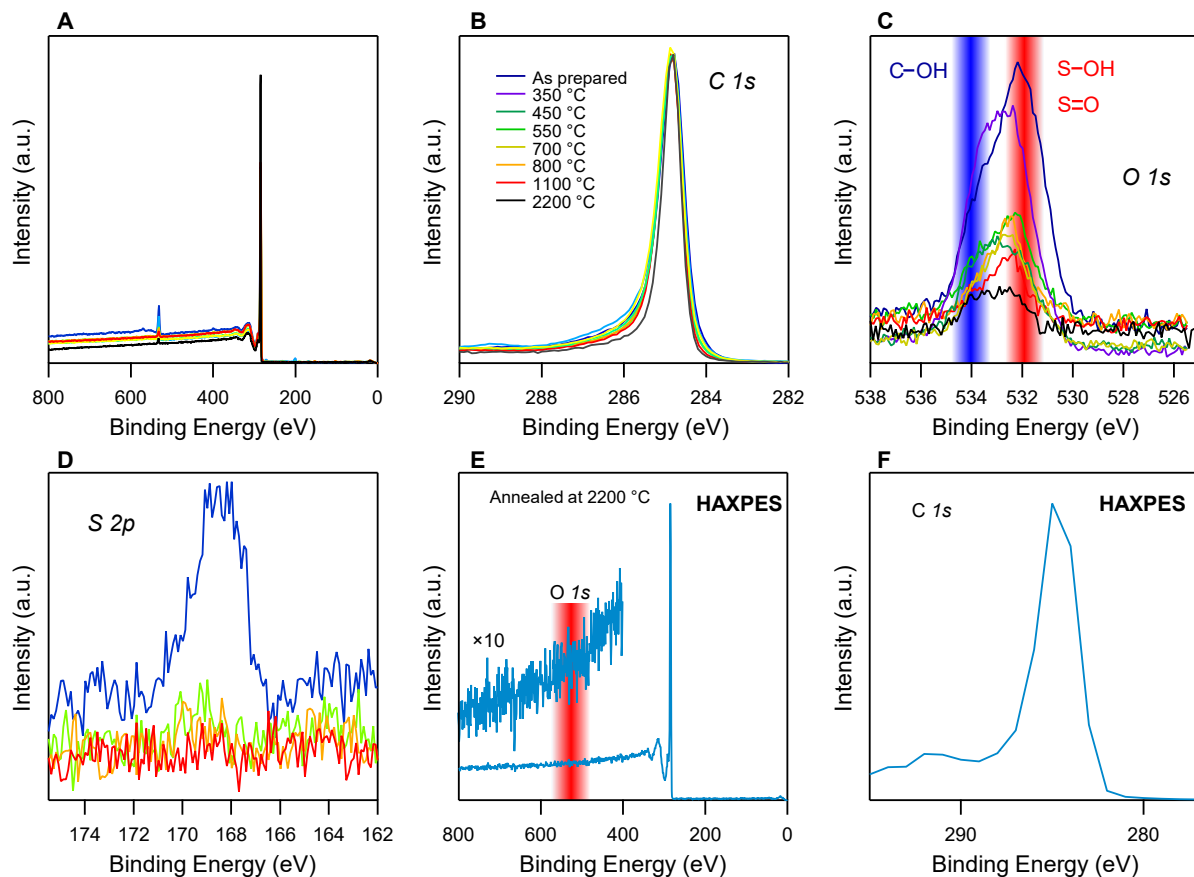 A
Intensity (a.u.)
800 600 400 200 0
Binding Energy (eV)
B
As prepared
350 °C
450 °C
550 °C
700 °C
800 °C
1100 °C
2200 °C
C 1s
Intensity (a.u.)
290 288 286 284 282
Binding Energy (eV)
C
C−OH
S−OH
S=O
O 1s
Intensity (a.u.)
538 536 534 532 530 528 526
Binding Energy (eV)
D
S 2p
Intensity (a.u.)
174 172 170 168 166 164 162
Binding Energy (eV)
E
Annealed at 2200 °C
HAXPES
O 1s
×10
Intensity (a.u.)
800 600 400 200 0
Binding Energy (eV)
F
C 1s
HAXPES
Intensity (a.u.)
290 280
Binding Energy (eV)